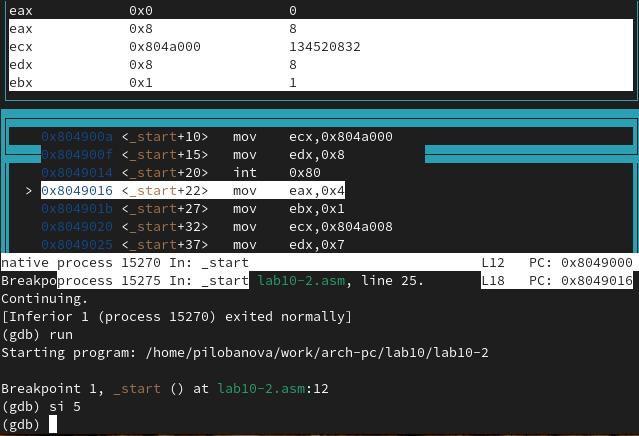 eax 0x0 0
eax 0x8 8
ecx 0x804a000 134520832
edx 0x8 8
ebx 0x1 1
0x804900a <_start+10> mov ecx,0x804a000
0x804900f <_start+15> mov edx,0x8
0x8049014 <_start+20> int 0x80
> 0x8049016 <_start+22> mov eax,0x4
0x804901b <_start+27> mov ebx,0x1
0x8049020 <_start+32> mov ecx,0x804a008
0x8049025 <_start+37> mov edx,0x7
native process 15270 In: _start L12 PC: 0x8049000
Breakpoprocess 15275 In: _start lab10-2.asm, line 25. L18 PC: 0x8049016
Continuing.
[Inferior 1 (process 15270) exited normally]
(gdb) run
Starting program: /home/pilobanova/work/arch-pc/lab10/lab10-2
Breakpoint 1, _start () at lab10-2.asm:12
(gdb) si 5
(gdb)